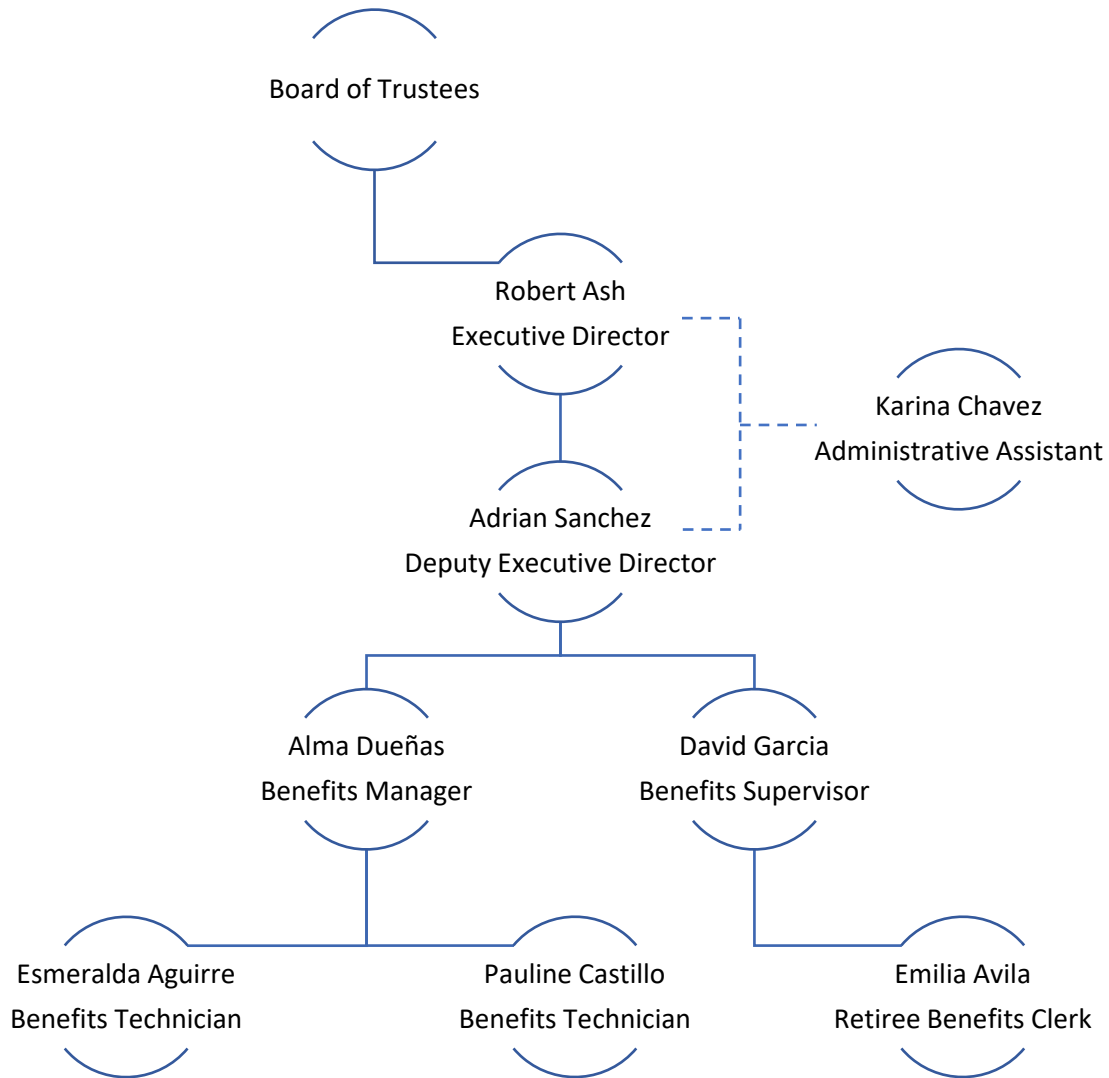 Board of Trustees
Robert Ash
Executive Director
Karina Chavez
Administrative Assistant
Adrian Sanchez
Deputy Executive Director
Alma Dueñas
Benefits Manager
David Garcia
Benefits Supervisor
Esmeralda Aguirre
Benefits Technician
Pauline Castillo
Benefits Technician
Emilia Avila
Retiree Benefits Clerk